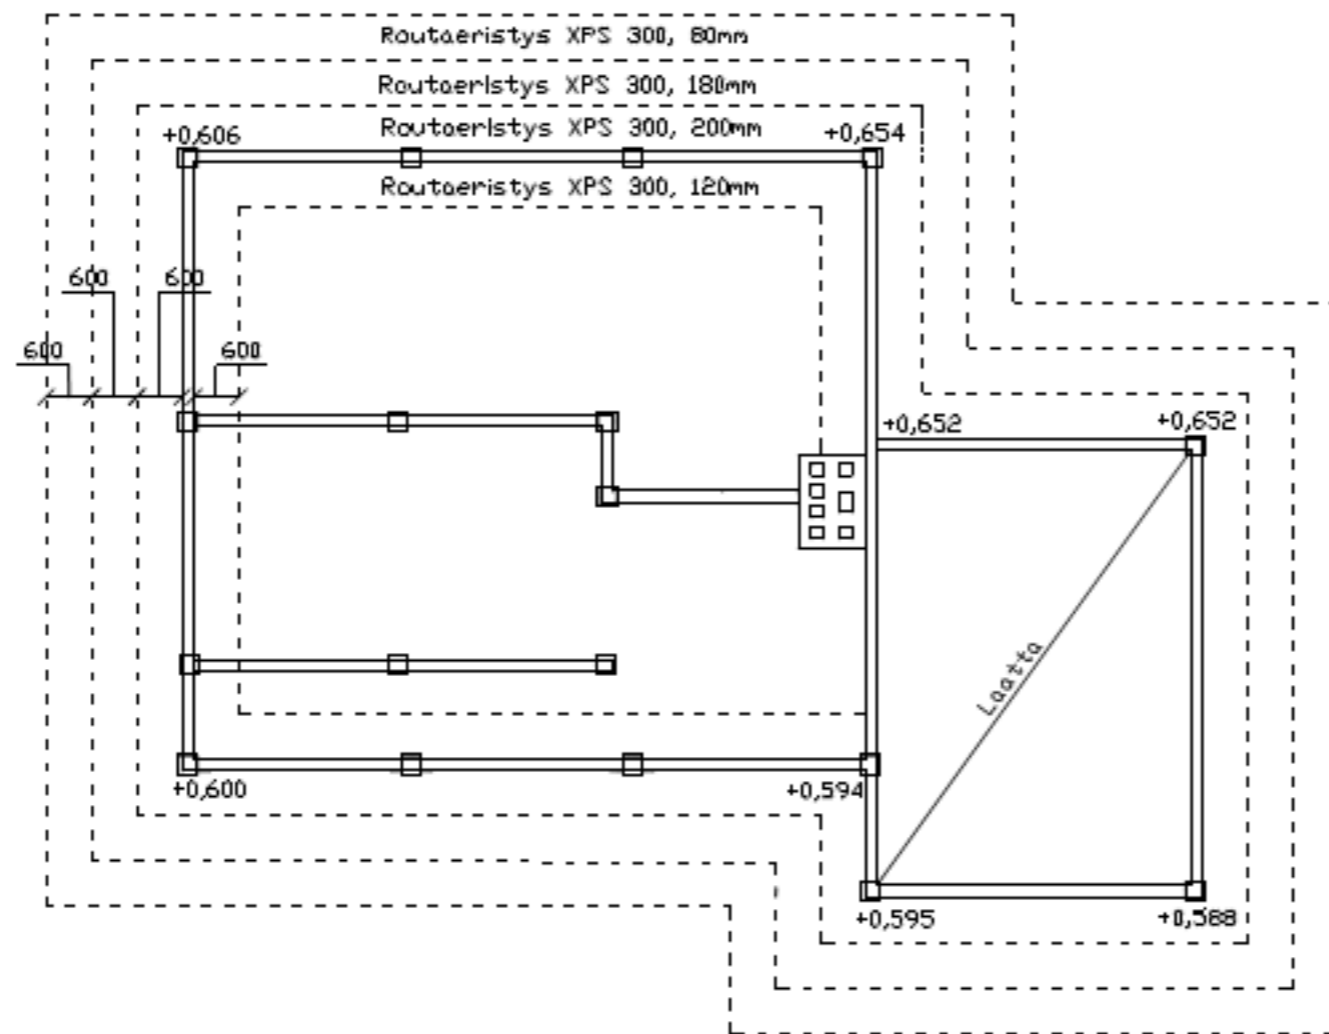 Routaeristys XPS 300, 80mm
Routaeristys XPS 300, 180mm
+0,606
Routaeristys XPS 300, 200mm
+0,654
Routaeristys XPS 300, 120mm
600
600
600
600
+0,652
+0,652
Laatta
+0,600
+0,594
+0,595
+0,588